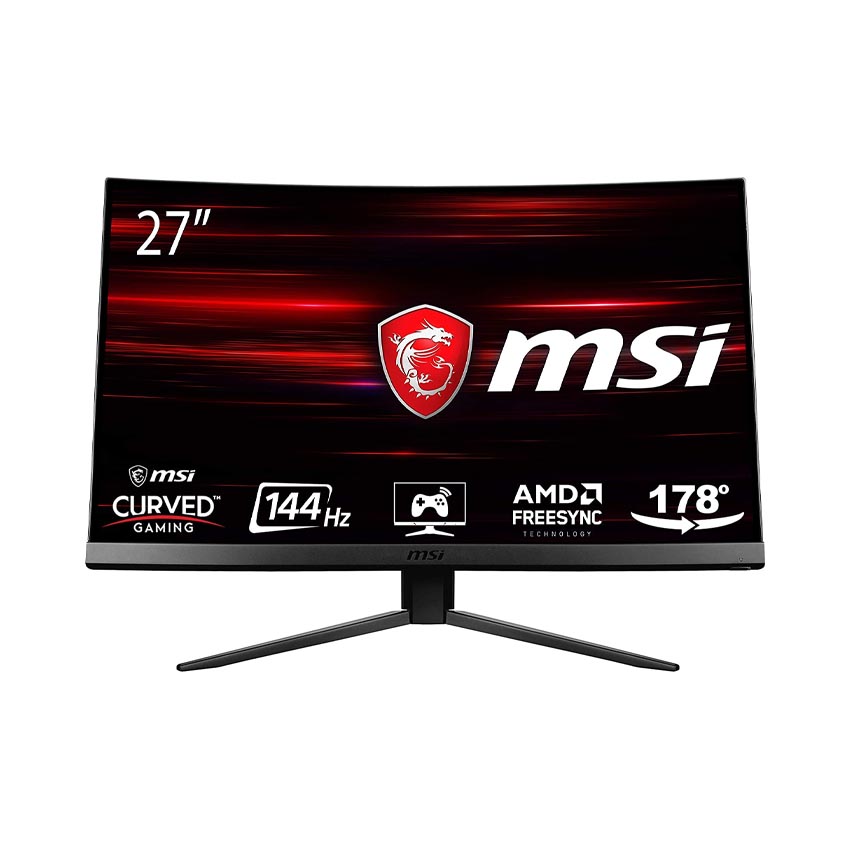 27"
msi
msi
CURVED™
GAMING
144Hz
AMD
FREESYNC
TECHNOLOGY
178°
msi